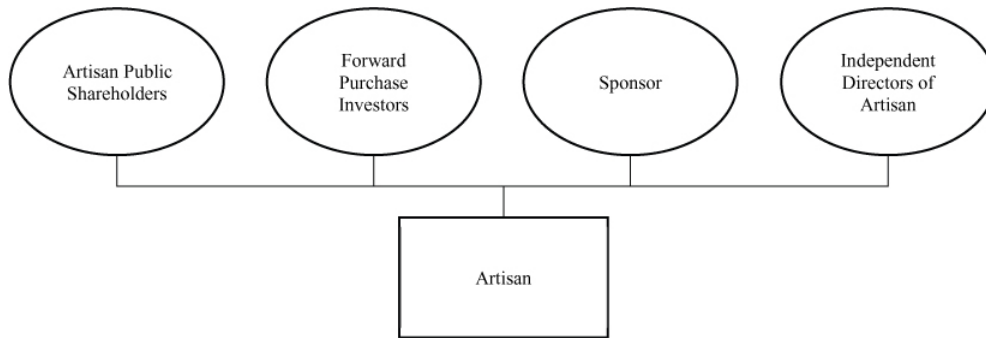 Artisan Public
Shareholders
Forward
Purchase
Investors
Sponsor
Independent
Directors of
Artisan
Artisan